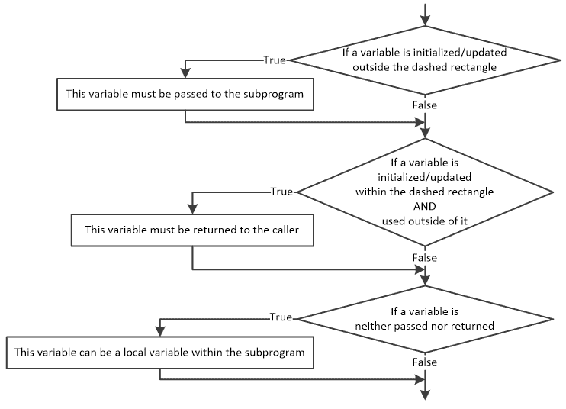 If a variable is initialized/updated
outside the dashed rectangle
True
This variable must be passed to the subprogram
False
If a variable is
initialized/updated
within the dashed rectangle
AND
used outside of it
True
This variable must be returned to the caller
False
If a variable is
neither passed nor returned
True
This variable can be a local variable within the subprogram
False